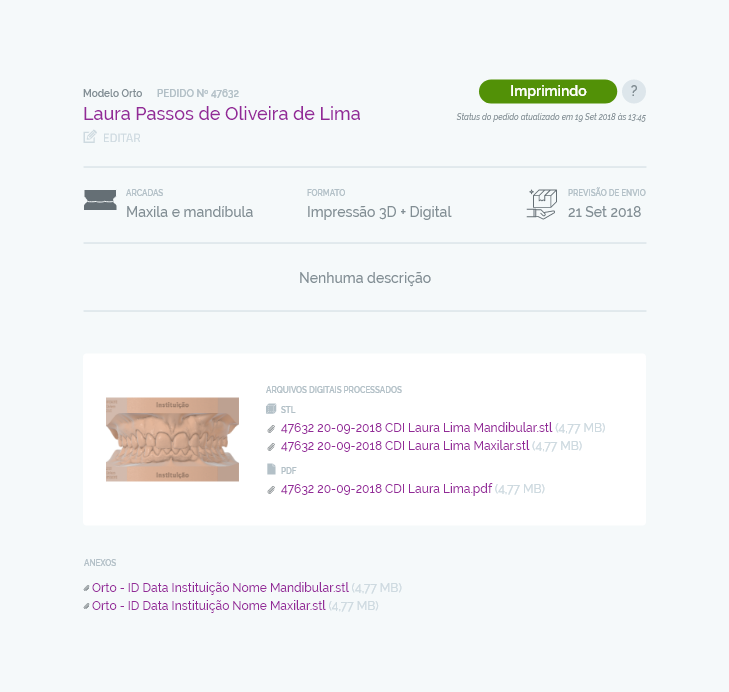 Modelo Orto PEDIDO Nº 47632
Imprimindo ?
Laura Passos de Oliveira de Lima
Status do pedido atualizado em 19 Set 2018 às 13:45
EDITAR
ARCADAS
Maxila e mandíbula
FORMATO
Impressão 3D + Digital
PREVISÃO DE ENVIO
21 Set 2018
Nenhuma descrição
Instituição
Instituição
ARQUIVOS DIGITAIS PROCESSADOS
STL
47632 20-09-2018 CDI Laura Lima Mandibular.stl (4,77 MB)
47632 20-09-2018 CDI Laura Lima Maxilar.stl (4,77 MB)
PDF
47632 20-09-2018 CDI Laura Lima.pdf (4,77 MB)
ANEXOS
Orto - ID Data Instituição Nome Mandibular.stl (4,77 MB)
Orto - ID Data Instituição Nome Maxilar.stl (4,77 MB)